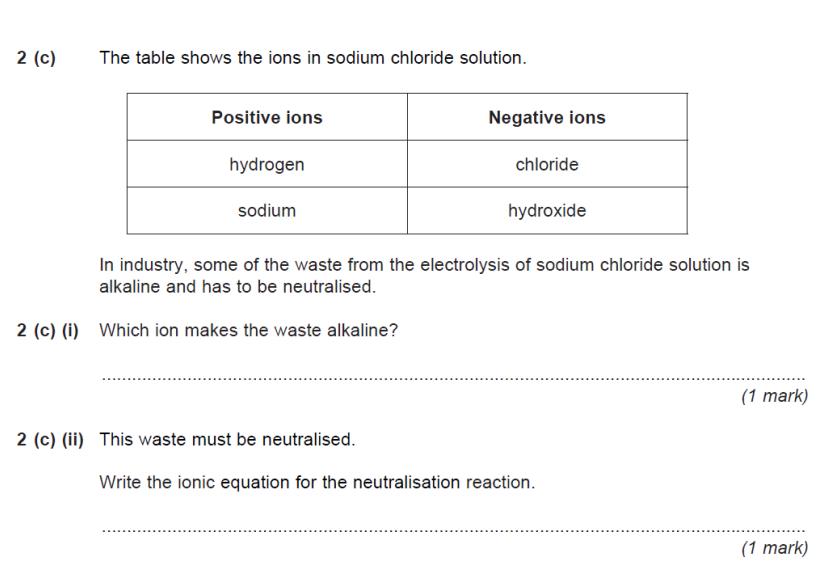 2 (c) The table shows the ions in sodium chloride solution.
Positive ions Negative ions
hydrogen chloride
sodium hydroxide
In industry, some of the waste from the electrolysis of sodium chloride solution is
alkaline and has to be neutralised.
2 (c) (i) Which ion makes the waste alkaline?
(1 mark)
2 (c) (ii) This waste must be neutralised.
Write the ionic equation for the neutralisation reaction.
(1 mark)